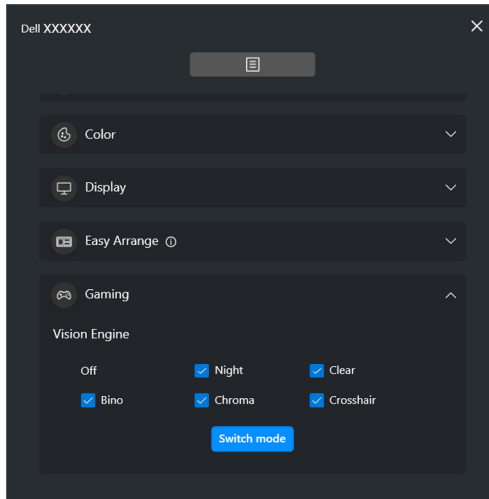 Dell XXXXXX
Color
Display
Easy Arrange
Gaming
Vision Engine
Off Night Clear
Bino Chroma Crosshair
Switch mode